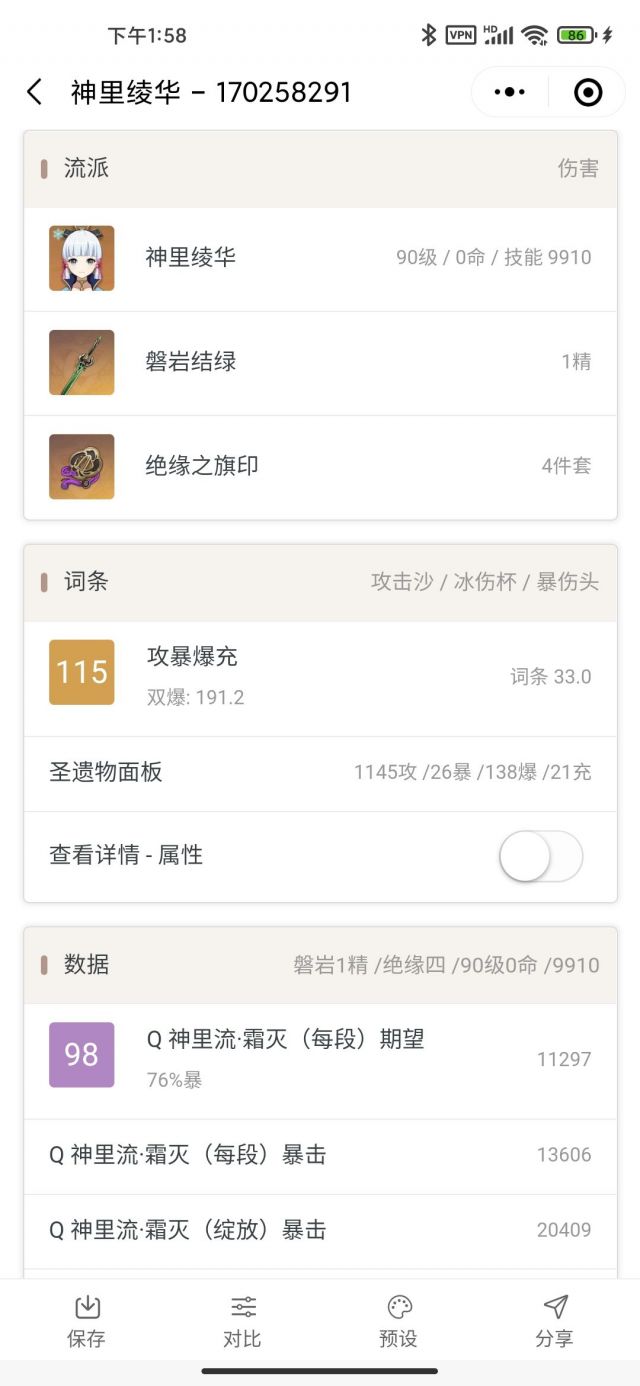 下午1:58
VPN
HD
86
神里绫华 – 170258291
流派
伤害
神里绫华
90级 / 0命 / 技能 9910
磐岩结绿
1精
绝缘之旗印
4件套
词条
攻击沙 / 冰伤杯 / 暴伤头
115
攻暴爆充
双爆: 191.2
词条 33.0
圣遗物面板
1145攻 /26暴 /138爆 /21充
查看详情 - 属性
数据
磐岩1精 /绝缘四 /90级0命 /9910
98
Q 神里流·霜灭（每段）期望
76%暴
11297
Q 神里流·霜灭（每段）暴击
13606
Q 神里流·霜灭（绽放）暴击
20409
保存
对比
预设
分享